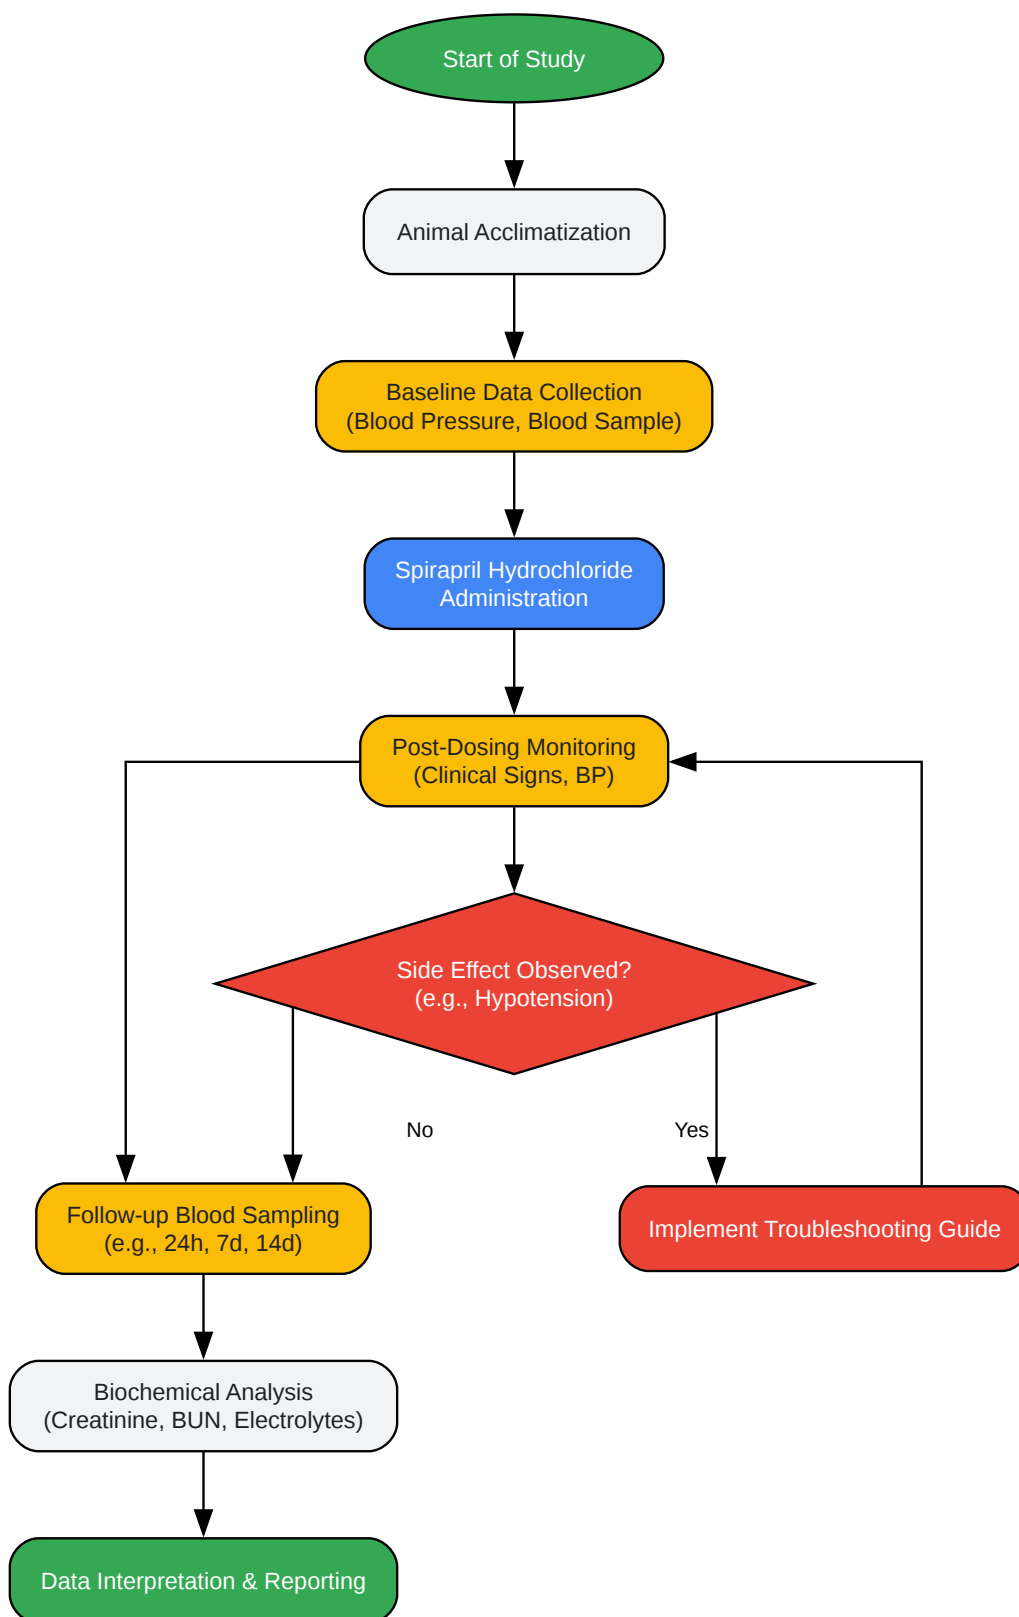 Start of Study
Animal Acclimatization
Baseline Data Collection
(Blood Pressure, Blood Sample)
Spirapril Hydrochloride
Administration
Post-Dosing Monitoring
(Clinical Signs, BP)
Side Effect Observed?
(e.g., Hypotension)
No
Yes
Follow-up Blood Sampling
(e.g., 24h, 7d, 14d)
Implement Troubleshooting Guide
Biochemical Analysis
(Creatinine, BUN, Electrolytes)
Data Interpretation & Reporting